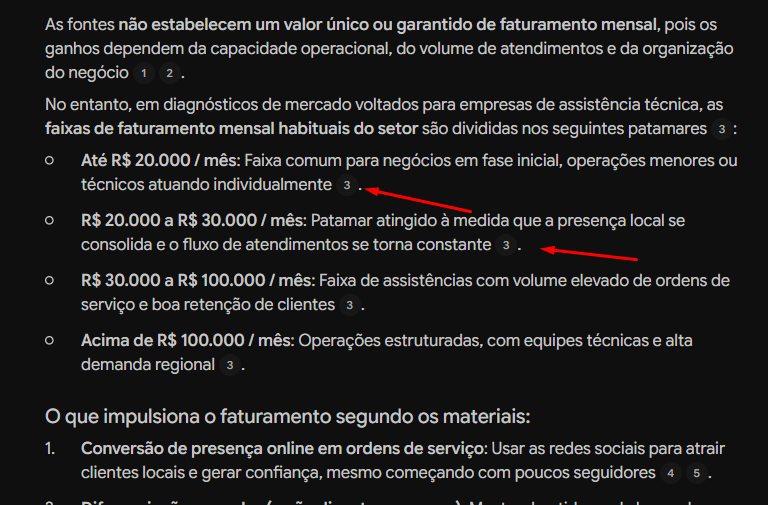 As fontes não estabelecem um valor único ou garantido de faturamento mensal, pois os
ganhos dependem da capacidade operacional, do volume de atendimentos e da organização
do negócio 1 2 .
No entanto, em diagnósticos de mercado voltados para empresas de assistência técnica, as
faixas de faturamento mensal habituais do setor são divididas nos seguintes patamares 3 :
Até R$ 20.000 / mês: Faixa comum para negócios em fase inicial, operações menores ou
técnicos atuando individualmente 3 .
R$ 20.000 a R$ 30.000 / mês: Patamar atingido à medida que a presença local se
consolida e o fluxo de atendimentos se torna constante 3 .
R$ 30.000 a R$ 100.000 / mês: Faixa de assistências com volume elevado de ordens de
serviço e boa retenção de clientes 3 .
Acima de R$ 100.000 / mês: Operações estruturadas, com equipes técnicas e alta
demanda regional 3 .
O que impulsiona o faturamento segundo os materiais:
1. Conversão de presença online em ordens de serviço: Usar as redes sociais para atrair
clientes locais e gerar confiança, mesmo começando com poucos seguidores 4 5 .